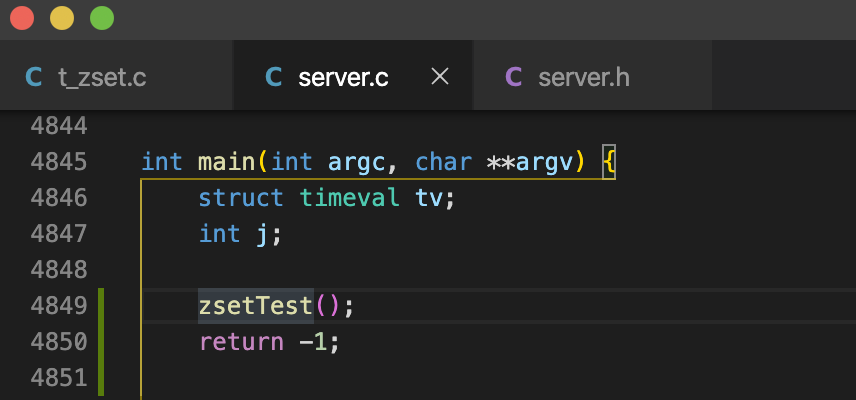 C t_zset.c C server.c × C server.h
4844
4845 int main(int argc, char **argv) {
4846 struct timeval tv;
4847 int j;
4848
4849 zsetTest();
4850 return -1;
4851